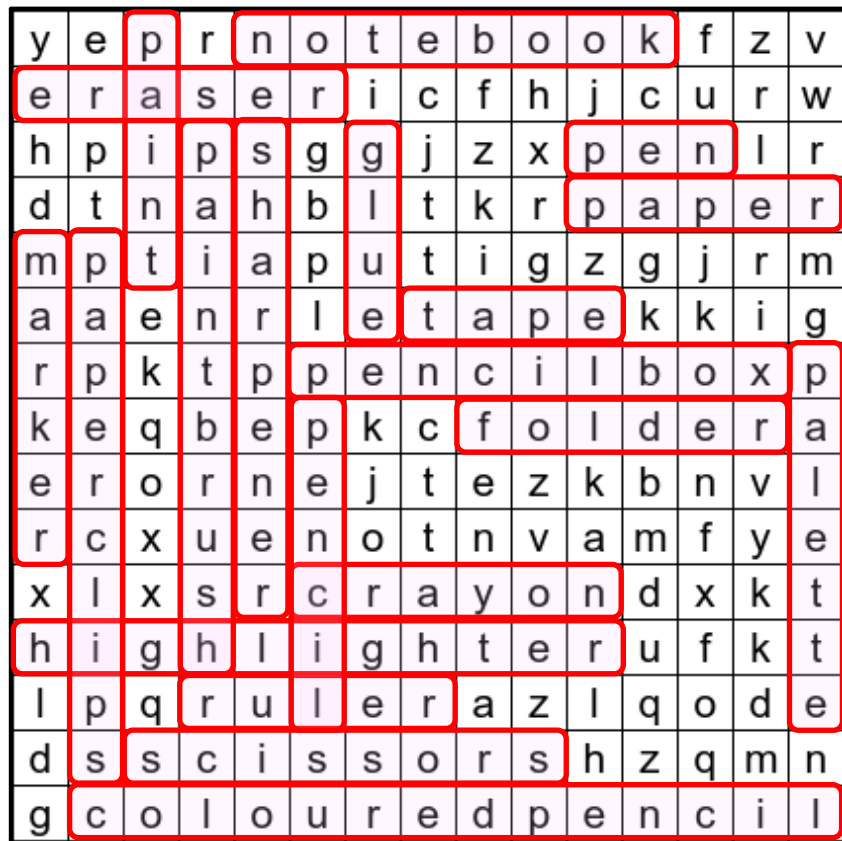 y e p r n o t e b o o k f z v
e r a s e r i c f h j c u r w
h p i p s g g j z x p e n l r
d t n a h b l t k r p a p e r
m p t i a p u t i g z g j r m
a a e n r l e t a p e k k i g
r p k t p p e n c i l b o x p
k e q b e p k c f o l d e r a
e r o r n e j t e z k b n v l
r c x u e n o t n v a m f y e
x l x s r c r a y o n d x k t
h i g h l i g h t e r u f k t
l p q r u l e r a z l q o d e
d s s c i s s o r s h z q m n
g c o l o u r e d p e n c i l